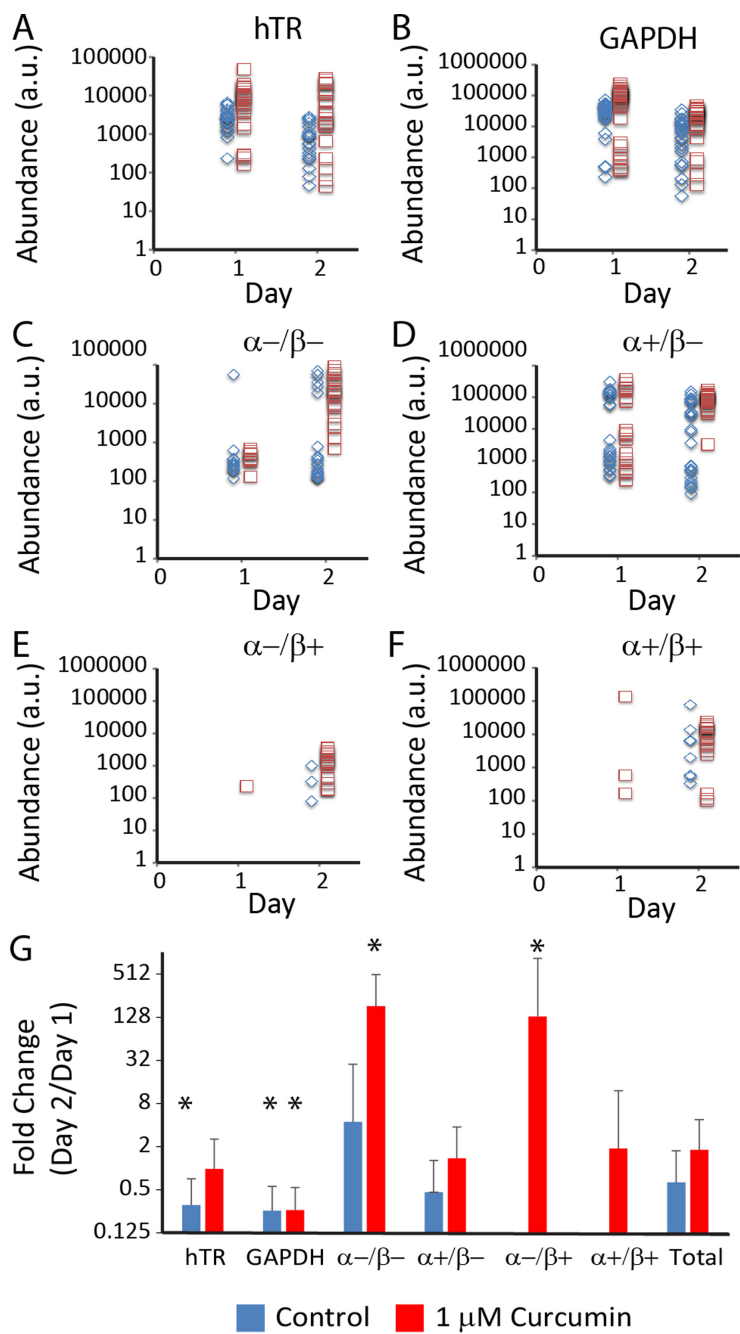 A
hTR
B
GAPDH
Abundance (a.u.)
100000
10000
1000
100
10
1
0
1
2
Day
Abundance (a.u.)
1000000
100000
10000
1000
100
10
1
0
1
2
Day
C
α−/β−
D
α+/β−
Abundance (a.u.)
100000
10000
1000
100
10
1
0
1
2
Day
Abundance (a.u.)
1000000
100000
10000
1000
100
10
1
0
1
2
Day
E
α−/β+
F
α+/β+
Abundance (a.u.)
1000000
100000
10000
1000
100
10
1
0
1
2
Day
Abundance (a.u.)
1000000
100000
10000
1000
100
10
1
0
1
2
Day
G
Fold Change
(Day 2/Day 1)
512
128
32
8
2
0.5
0.125
*
*
*
*
*
hTR
GAPDH
α−/β−
α+/β−
α−/β+
α+/β+
Total
Control
1 μM Curcumin